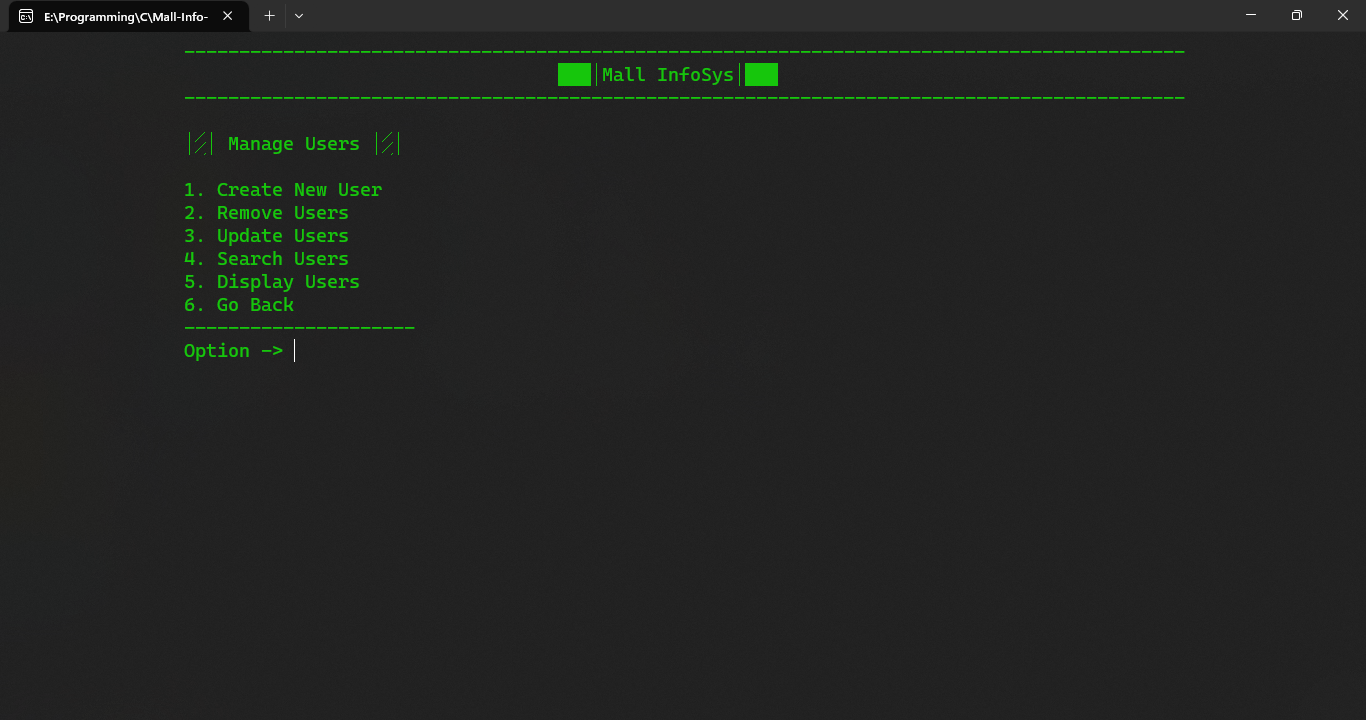 E:\Programming\C\Mall-Info-
Mall InfoSys
Manage Users
1. Create New User
2. Remove Users
3. Update Users
4. Search Users
5. Display Users
6. Go Back
---------------------
Option ->